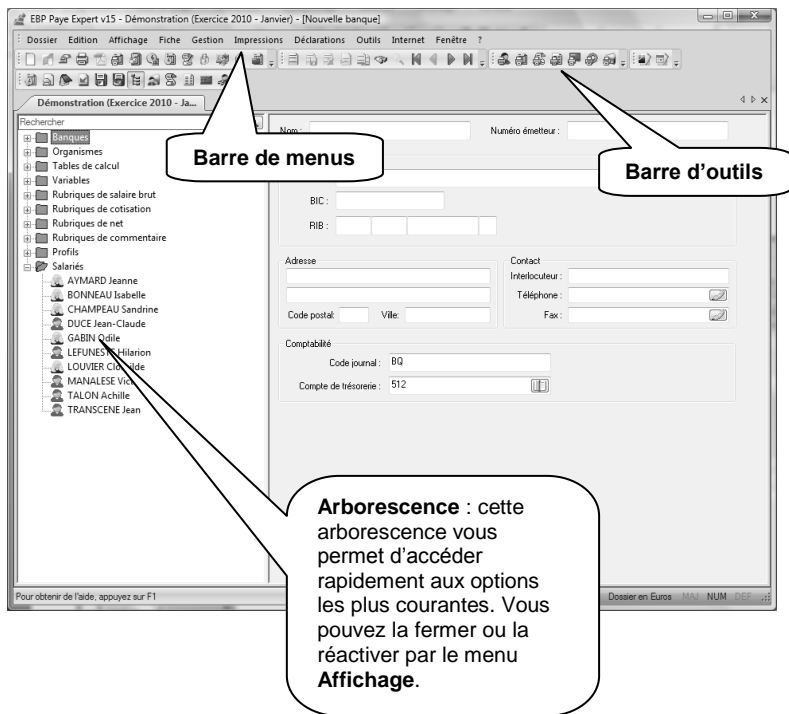 EBP Paye Expert v15 - Démonstration (Exercice 2010 - Janvier) - [Nouvelle banque]
Dossier Edition Affichage Fiche Gestion Impressions Déclarations Outils Internet Fenêtre ?
Démonstration (Exercice 2010 - Ja...
Rechercher
Banques
Organismes
Tables de calcul
Variables
Rubriques de salaire brut
Rubriques de cotisation
Rubriques de net
Rubriques de commentaire
Profils
Salariés
AYMARD Jeanne
BONNEAU Isabelle
CHAMPEAU Sandrine
DUCE Jean-Claude
GABIN Odile
LEFUNESTE Hilarion
LOUVIER Clotilde
MANALESE
TALON Achille
TRANSCENE Jean
Barre de menus
Barre d'outils
Nom :
Numéro émetteur :
BIC :
RIB :
Adresse
Code postal: Ville:
Contact
Interlocuteur :
Téléphone :
Fax :
Comptabilité
Code journal : BQ
Compte de trésorerie : 512
Arborescence : cette
arborescence vous
permet d'accéder
rapidement aux options
les plus courantes. Vous
pouvez la fermer ou la
réactiver par le menu
Affichage.
Pour obtenir de l'aide, appuyez sur F1
Dossier en Euros MAJ NUM DEF